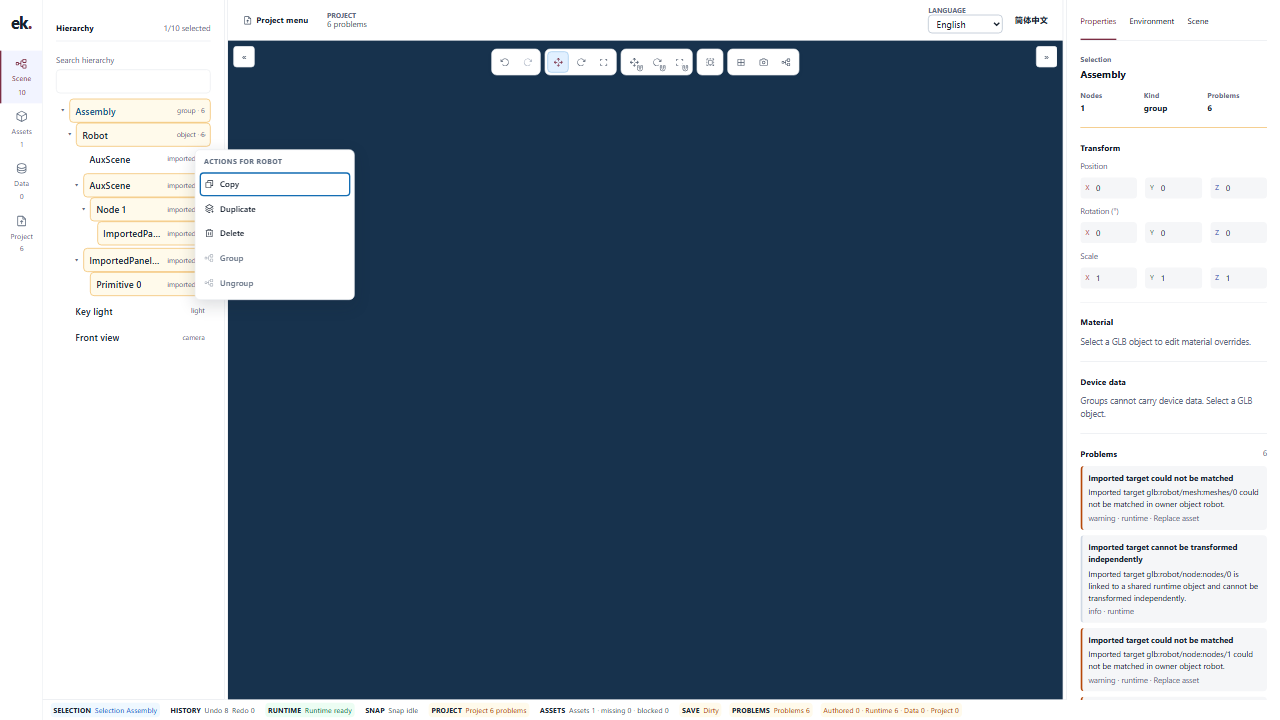 ek.
Scene
10
Assets
1
Data
0
Project
6
Hierarchy
1/10 selected
Search hierarchy
Assembly
group · 6
Robot
object · 6
AuxScene
imported
AuxScene
imported
Node 1
imported
ImportedPa...
imported
ImportedPanel...
imported
Primitive 0
imported
Key light
light
Front view
camera
ACTIONS FOR ROBOT
Copy
Duplicate
Delete
Group
Ungroup
Project menu
PROJECT
6 problems
LANGUAGE
English
简体中文
«
»
Properties
Environment
Scene
Selection
Assembly
Nodes
Kind
Problems
1
group
6
Transform
Position
X 0
Y 0
Z 0
Rotation (°)
X 0
Y 0
Z 0
Scale
X 1
Y 1
Z 1
Material
Select a GLB object to edit material overrides.
Device data
Groups cannot carry device data. Select a GLB
object.
Problems
6
Imported target could not be matched
Imported target glb:robot/mesh:meshes/0 could
not be matched in owner object robot.
warning · runtime · Replace asset
Imported target cannot be transformed
independently
Imported target glb:robot/node:nodes/0 is
linked to a shared runtime object and cannot be
transformed independently.
info · runtime
Imported target could not be matched
Imported target glb:robot/node:nodes/1 could
not be matched in owner object robot.
warning · runtime · Replace asset
SELECTION Selection Assembly
HISTORY Undo 8 Redo 0
RUNTIME Runtime ready
SNAP Snap idle
PROJECT Project 6 problems
ASSETS Assets 1 · missing 0 · blocked 0
SAVE Dirty
PROBLEMS Problems 6
Authored 0 · Runtime 6 · Data 0 · Project 0